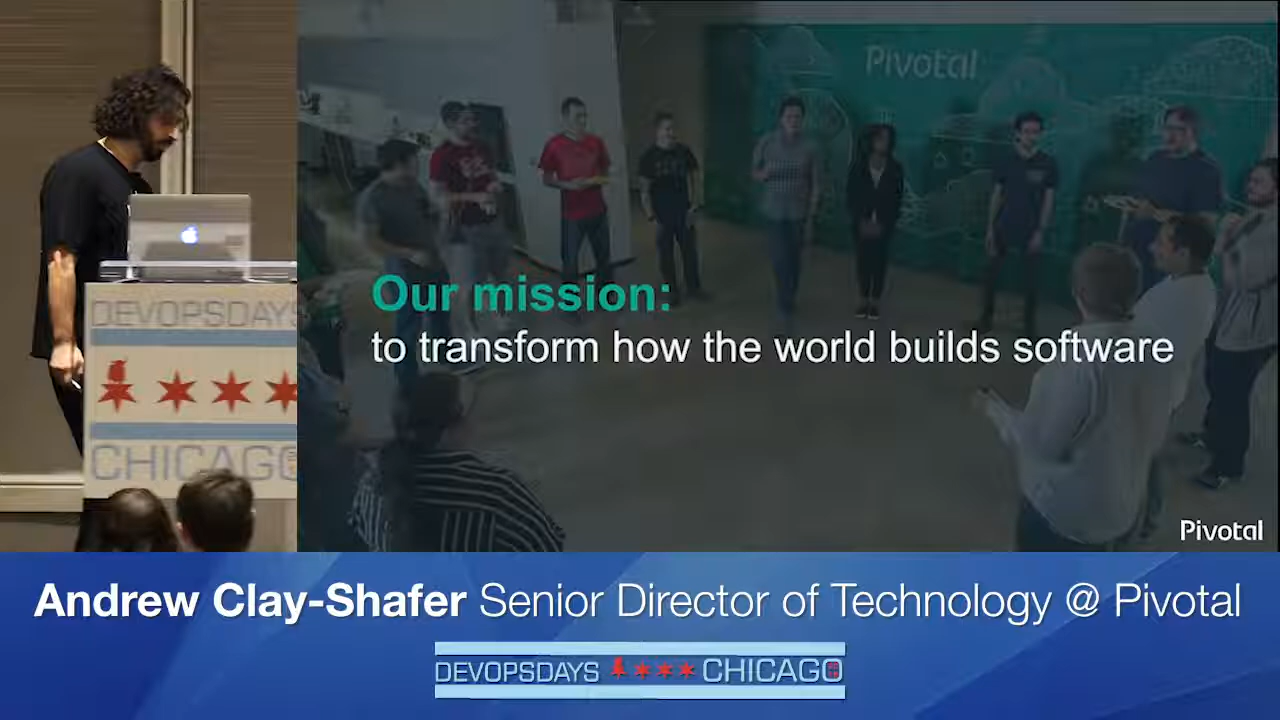 Pivotal
Our mission:
to transform how the world builds software
Pivotal
DEVOPSDAYS
CHICAGO
Andrew Clay-Shafer Senior Director of Technology @ Pivotal
DEVOPSDAYS CHICAGO